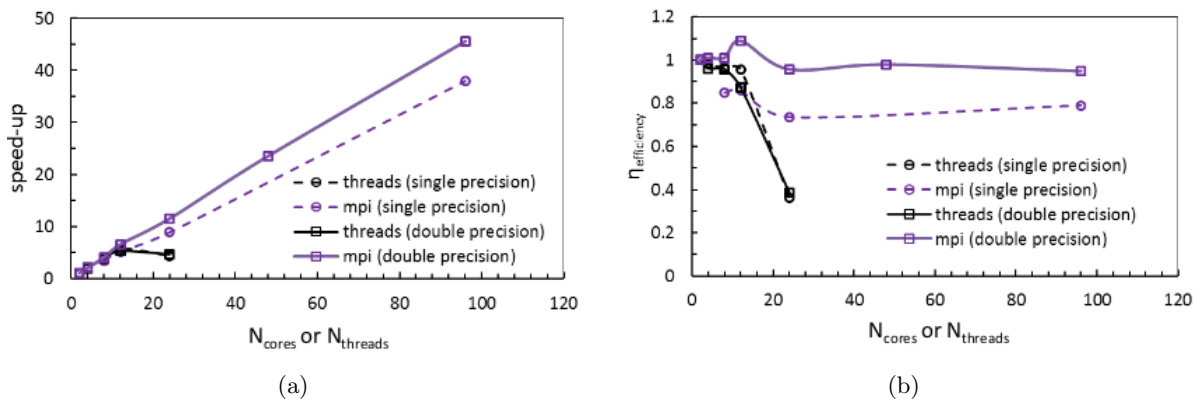 50
40
30
20
10
0
speed-up
threads (single precision)
mpi (single precision)
threads (double precision)
mpi (double precision)
0 20 40 60 80 100 120
N_cores or N_threads
(a)
1.2
1
0.8
0.6
0.4
0.2
0
η_efficiency
threads (single precision)
mpi (single precision)
threads (double precision)
mpi (double precision)
0 20 40 60 80 100 120
N_cores or N_threads
(b)